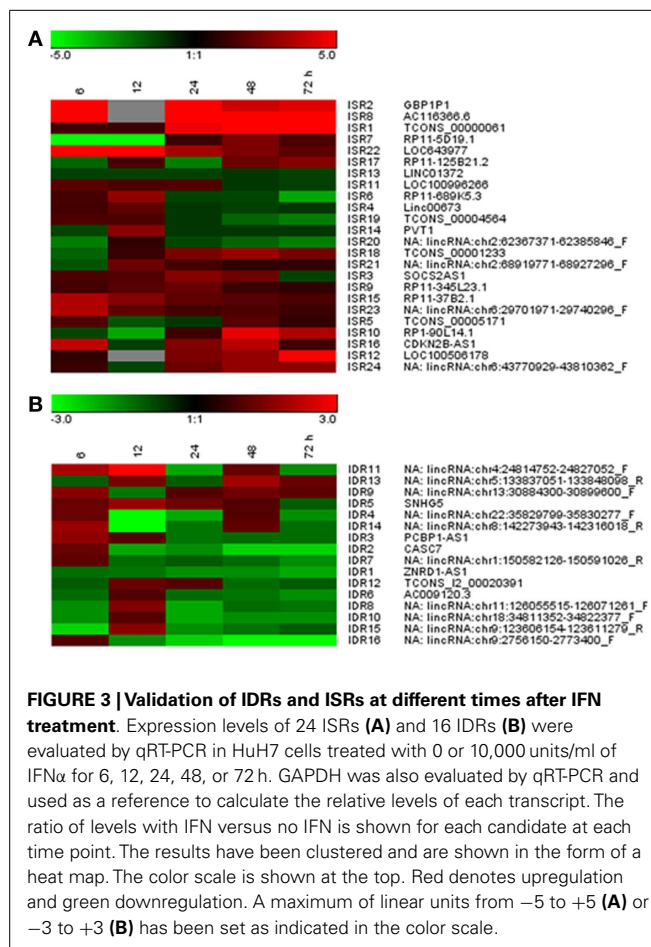 A
-5.0 1:1 5.0
6 12 24 48 72 h
ISR2 GBP1P1
ISR8 AC116366.6
ISR1 TCONS_00000061
ISR7 RP11-5D19.1
ISR22 LOC643977
ISR17 RP11-125B21.2
ISR13 LINC01372
ISR11 LOC100996266
ISR6 RP11-689K5.3
ISR4 Linc00673
ISR19 TCONS_00004564
ISR14 PVT1
ISR20 NA: lincRNA:chr2:62367371-62385846_F
ISR18 TCONS_00001233
ISR21 NA: lincRNA:chr2:68919771-68927296_F
ISR3 SOCS2AS1
ISR9 RP11-345L23.1
ISR15 RP11-37B2.1
ISR23 NA: lincRNA:chr6:29701971-29740296_F
ISR5 TCONS_00005171
ISR10 RP1-90L14.1
ISR16 CDKN2B-AS1
ISR12 LOC100506178
ISR24 NA: lincRNA:chr6:43770929-43810362_F
B
-3.0 1:1 3.0
6 12 24 48 72 h
IDR11 NA: lincRNA:chr4:24814752-24827052_F
IDR13 NA: lincRNA:chr5:133837051-133848098_R
IDR9 NA: lincRNA:chr13:30884300-30899600_F
IDR5 SNHG5
IDR4 NA: lincRNA:chr22:35829799-35830277_F
IDR14 NA: lincRNA:chr8:142273943-142316018_R
IDR3 PCBP1-AS1
IDR2 CASC7
IDR7 NA: lincRNA:chr1:150582126-150591026_R
IDR1 ZNRD1-AS1
IDR12 TCONS_l2_00020391
IDR6 AC009120.3
IDR8 NA: lincRNA:chr11:126055515-126071261_F
IDR10 NA: lincRNA:chr18:34811352-34822377_F
IDR15 NA: lincRNA:chr9:123606154-123611279_R
IDR16 NA: lincRNA:chr9:2756150-2773400_F
FIGURE 3 | Validation of IDRs and ISRs at different times after IFN
treatment. Expression levels of 24 ISRs (A) and 16 IDRs (B) were
evaluated by qRT-PCR in HuH7 cells treated with 0 or 10,000 units/ml of
IFNα for 6, 12, 24, 48, or 72 h. GAPDH was also evaluated by qRT-PCR and
used as a reference to calculate the relative levels of each transcript. The
ratio of levels with IFN versus no IFN is shown for each candidate at each
time point. The results have been clustered and are shown in the form of a
heat map. The color scale is shown at the top. Red denotes upregulation
and green downregulation. A maximum of linear units from −5 to +5 (A) or
−3 to +3 (B) has been set as indicated in the color scale.